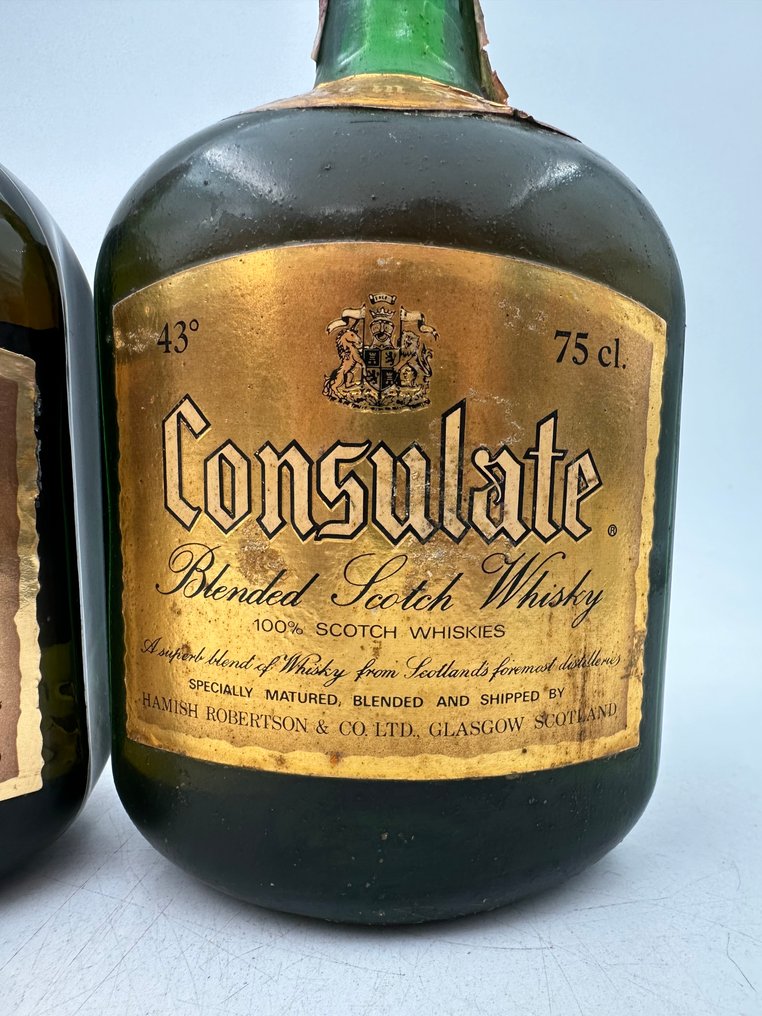 43° 75 cl.
Consulate ®
Blended Scotch Whisky
100% SCOTCH WHISKIES
A superb blend of Whisky from Scotland's foremost distilleries
SPECIALLY MATURED, BLENDED AND SHIPPED BY
HAMISH ROBERTSON & CO. LTD., GLASGOW SCOTLAND